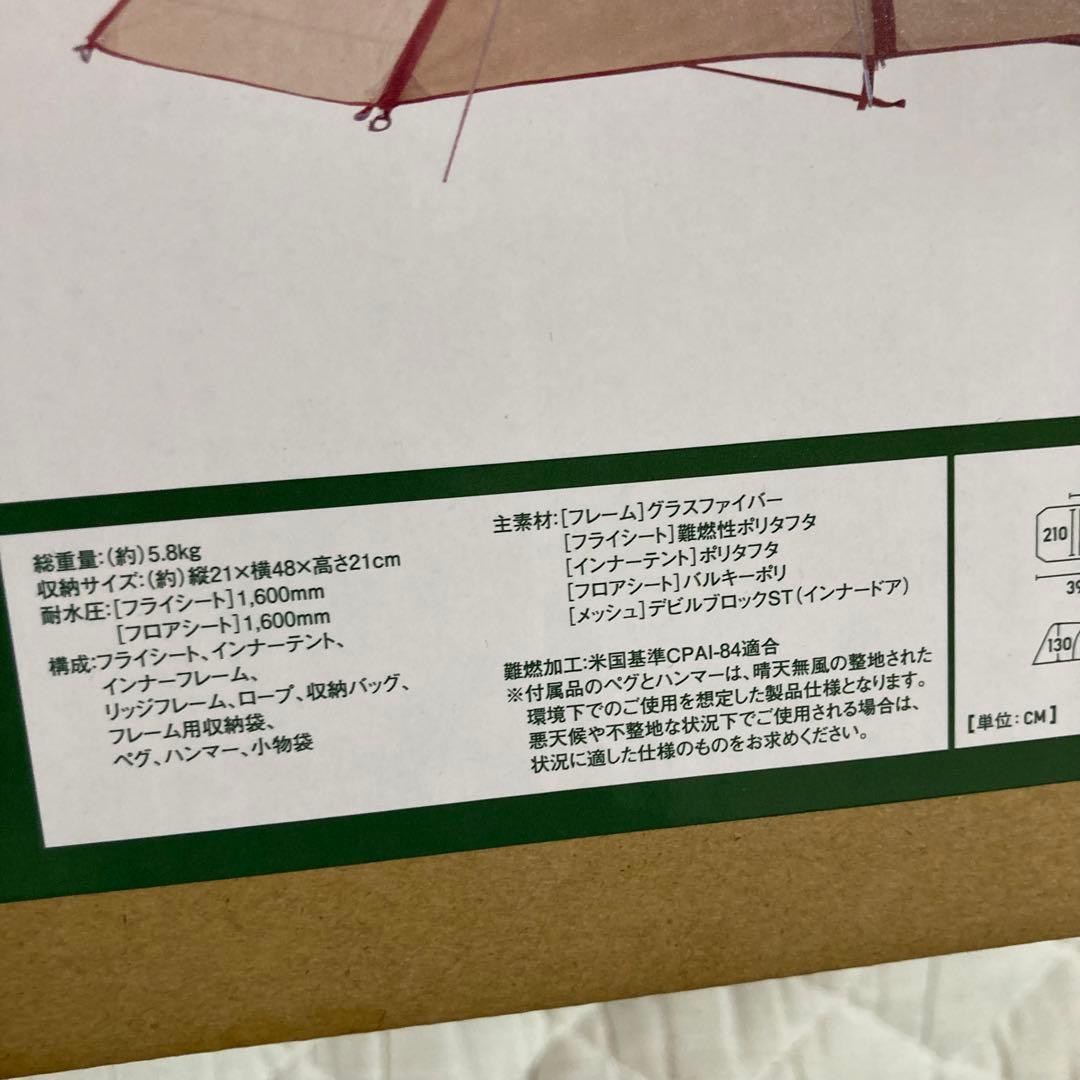 総重量:(約)5.8kg
収納サイズ:(約)縦21×横48×高さ21cm
耐水圧:[フライシート]1,600mm
[フロアシート]1,600mm
構成:フライシート、インナーテント、
インナーフレーム、
リッジフレーム、ロープ、収納バッグ、
フレーム用収納袋、
ペグ、ハンマー、小物袋
主素材:[フレーム]グラスファイバー
[フライシート]難燃性ポリタフタ
[インナーテント]ポリタフタ
[フロアシート]バルキーポリ
[メッシュ]デビルブロックST(インナードア)
難燃加工:米国基準CPAI-84適合
※付属品のペグとハンマーは、晴天無風の整地された
環境下でのご使用を想定した製品仕様となります。
悪天候や不整地な状況下でご使用される場合は、
状況に適した仕様のものをお求めください。
210
130
[単位:CM]